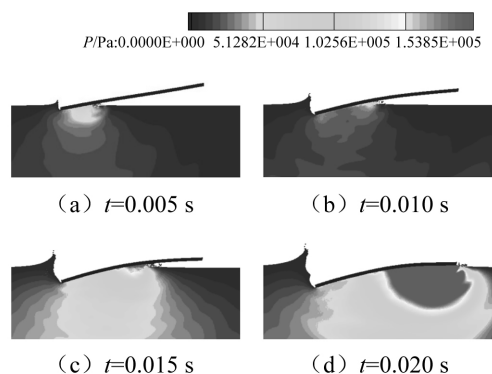 P/Pa:0.0000E+000 5.1282E+004 1.0256E+005 1.5385E+005
（a）t=0.005 s （b）t=0.010 s
（c）t=0.015 s （d）t=0.020 s